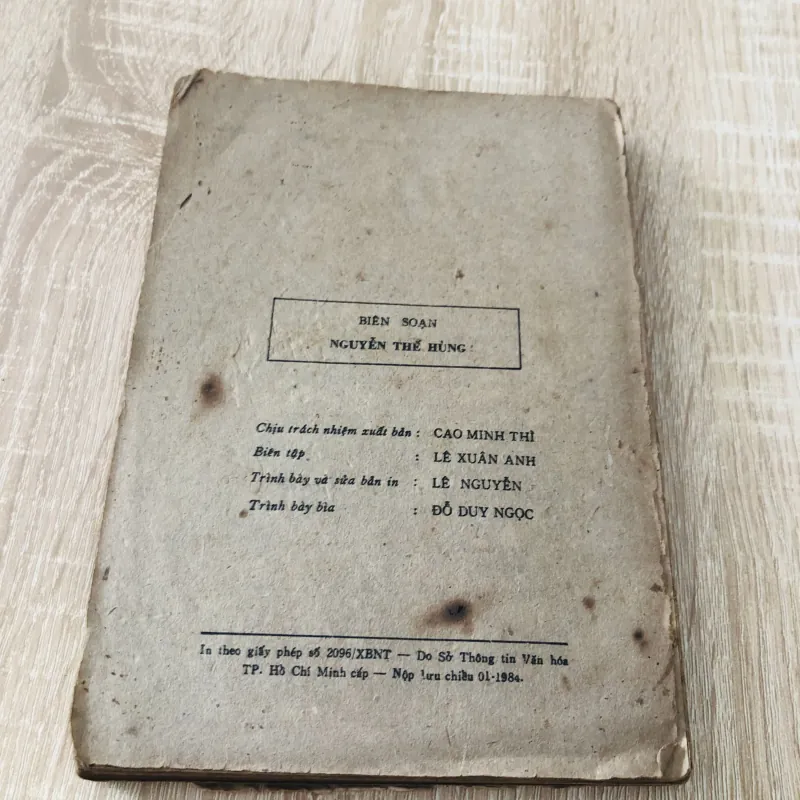 BIÊN SOẠN
NGUYỄN THẾ HÙNG
Chịu trách nhiệm xuất bản : CAO MINH THÌ
Biên tập : LÊ XUÂN ANH
Trình bày và sửa bản in : LÊ NGUYỄN
Trình bày bìa : ĐỖ DUY NGỌC
In theo giấy phép số 2096/XBNT — Do Sở Thông tin Văn hóa
TP. Hồ Chí Minh cấp — Nộp lưu chiểu 01-1984.